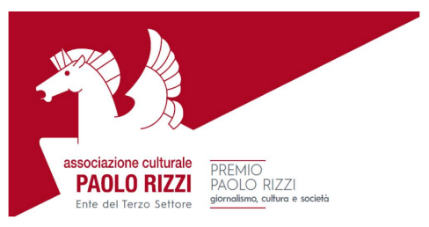 associazione culturale
PAOLO RIZZI
Ente del Terzo Settore
PREMIO
PAOLO RIZZI
giornalismo, cultura e società